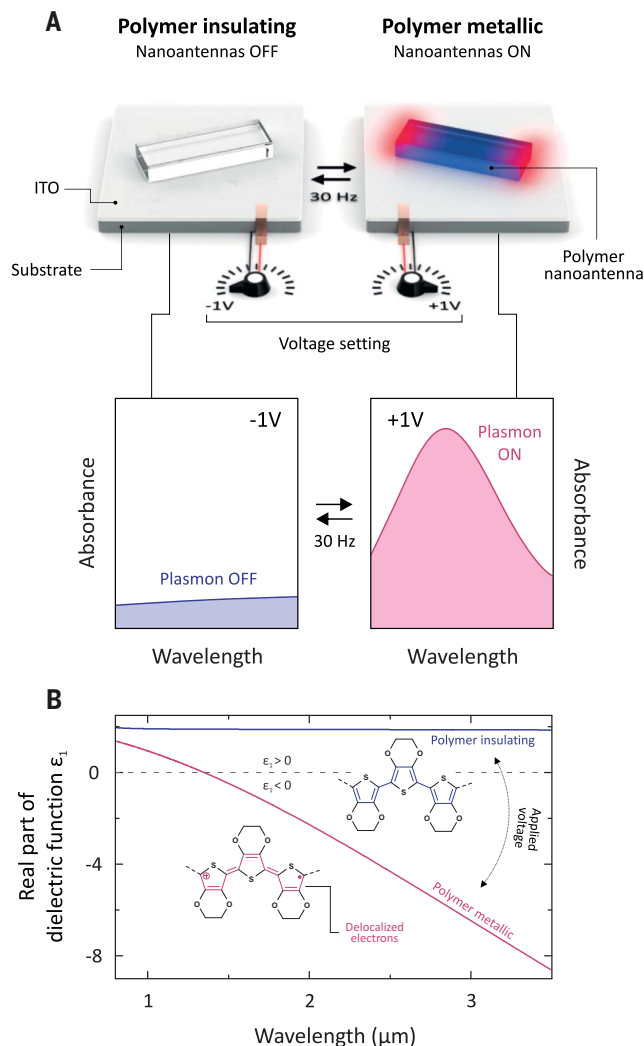 A
Polymer insulating
Nanoantennas OFF
Polymer metallic
Nanoantennas ON
ITO
30 Hz
Substrate
Polymer
nanoantenna
-1V
+1V
Voltage setting
-1V
Plasmon OFF
Absorbance
Wavelength
30 Hz
+1V
Plasmon
ON
Absorbance
Wavelength
B
Real part of
dielectric function ε₁
0
-4
-8
1
2
3
Wavelength (μm)
Polymer insulating
ε₁ > 0
ε₁ < 0
Applied
voltage
Polymer metallic
Delocalized
electrons
S
S
S
O
O
O
O
O
O
S
S
S
O
O
O
O
O
O
⊕
•